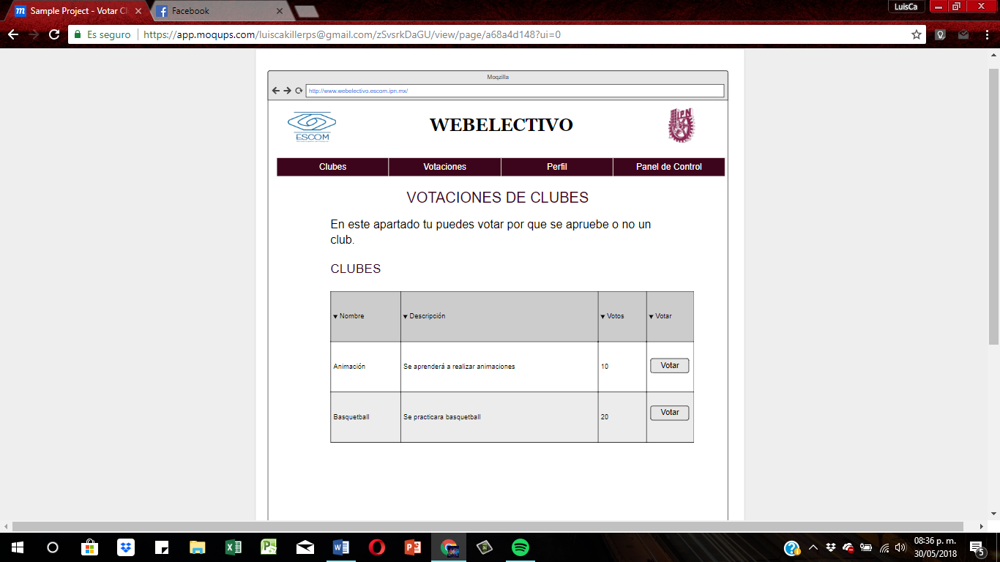 LuisCa
Sample Project - Votar Cl
Facebook
Es seguro
https://app.moqups.com/luiscakillerps@gmail.com/zSvsrkDaGU/view/page/a68a4d148?ui=0
Moqzilla
http://www.webelectivo.escom.ipn.mx/
ESCOM
WEBELECTIVO
IPN
Clubes
Votaciones
Perfil
Panel de Control
VOTACIONES DE CLUBES
En este apartado tu puedes votar por que se apruebe o no un
club.
CLUBES
Nombre
Descripción
Votos
Votar
Animación
Se aprenderá a realizar animaciones
10
Votar
Basquetball
Se practicara basquetball
20
Votar
08:36 p. m.
30/05/2018
5